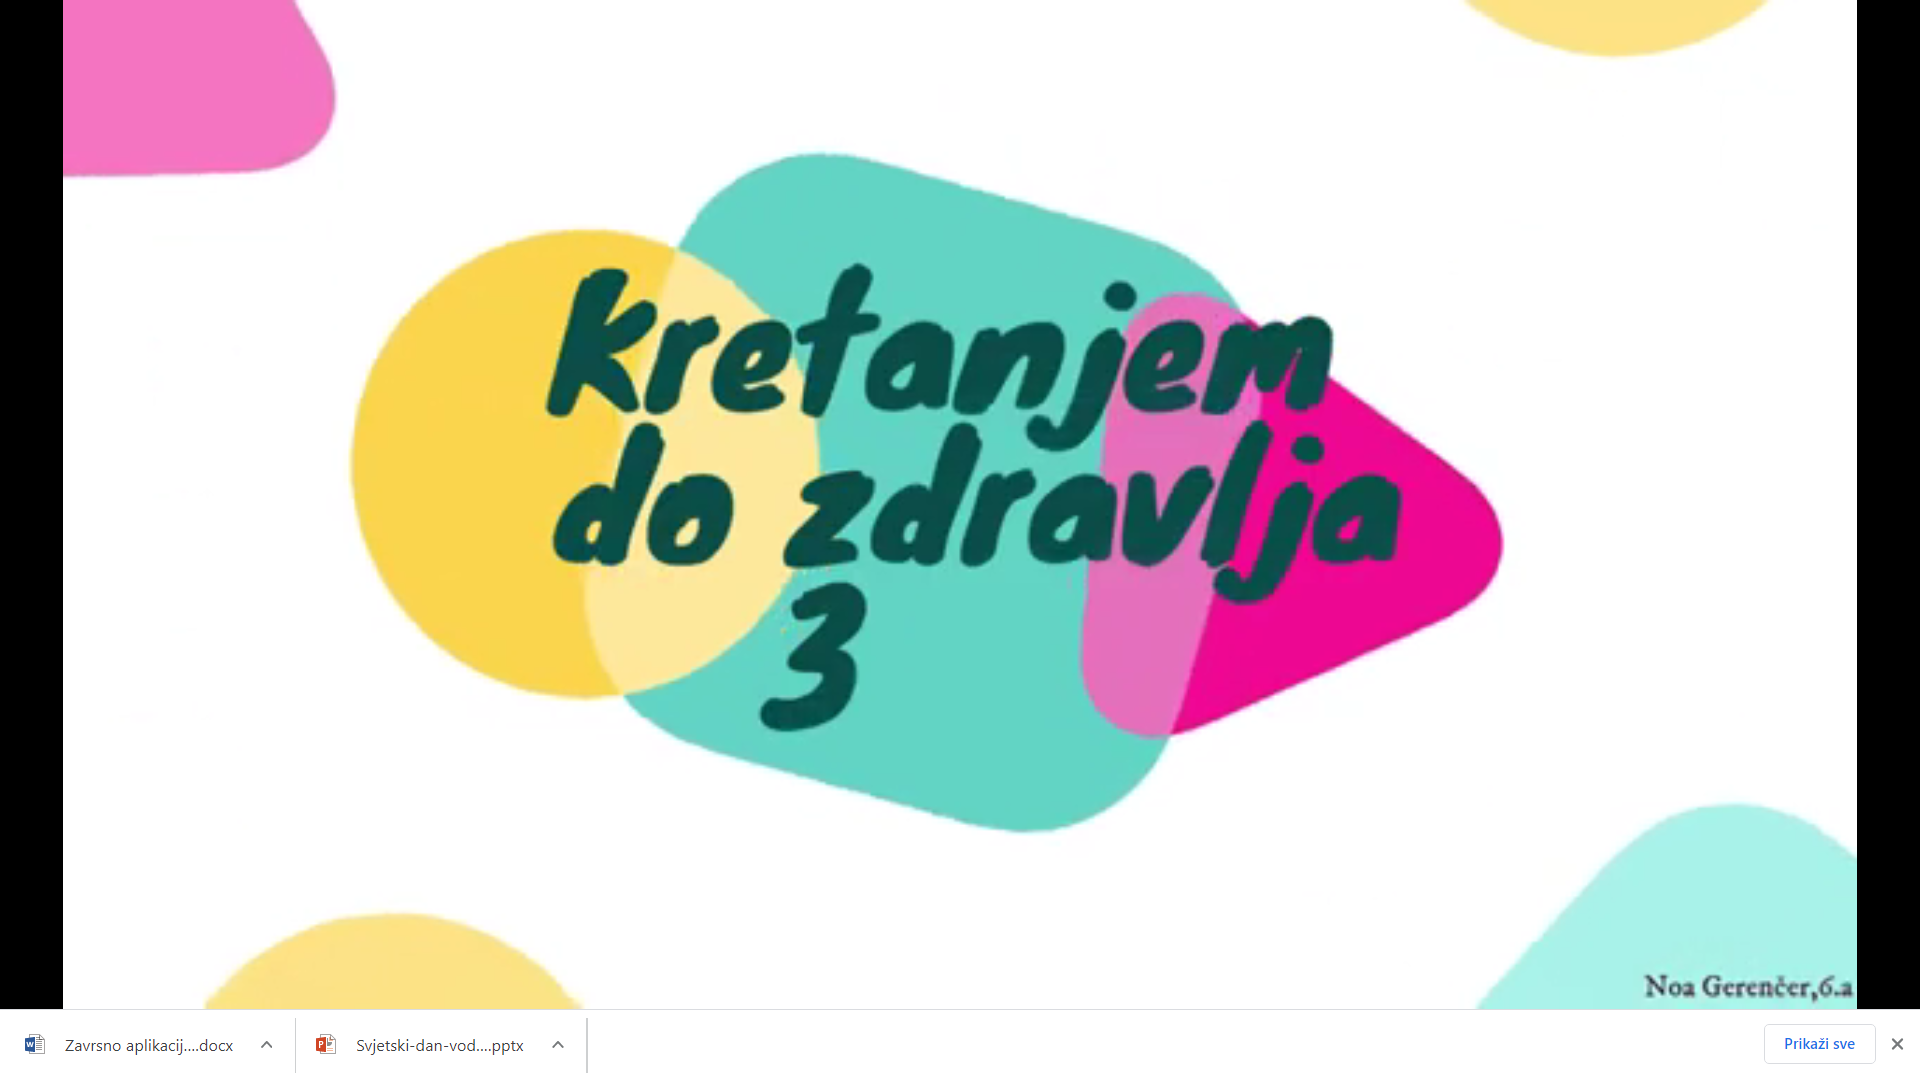 kretanjem
do zdravlja
3
Noa Gerenčer,6.a
Zavrsno aplikacij....docx
Svjetski-dan-vod....pptx
Prikaži sve